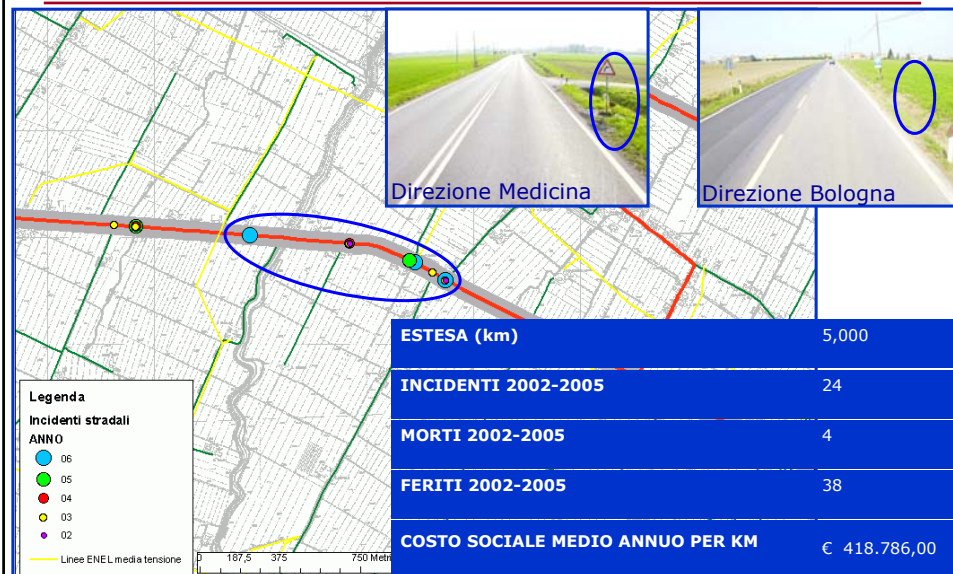 Direzione Medicina
Direzione Bologna
ESTESA (km) 5,000
INCIDENTI 2002-2005 24
MORTI 2002-2005 4
FERITI 2002-2005 38
COSTO SOCIALE MEDIO ANNUO PER KM € 418.786,00
Legenda
Incidenti stradali
ANNO
06
05
04
03
02
Linee ENEL media tensione
0 187,5 375 750 Metri